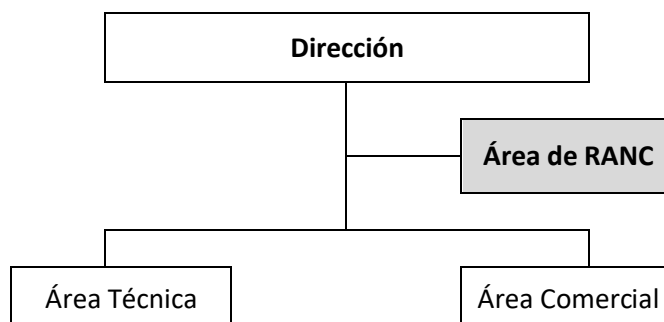 Dirección
Área de RANC
Área Técnica
Área Comercial